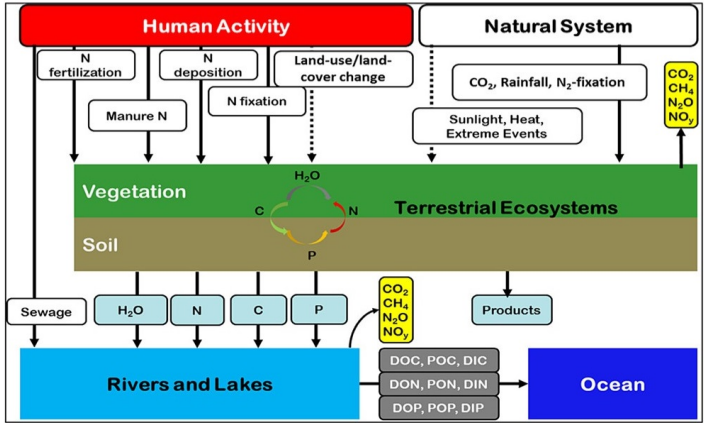 Human Activity
Natural System
N
fertilization
N
deposition
Land-use/land-
cover change
CO₂, Rainfall, N₂-fixation
CO₂
CH₄
N₂O
NOy
Manure N
N fixation
Sunlight, Heat,
Extreme Events
H₂O
Vegetation
C
N
Terrestrial Ecosystems
Soil
P
Sewage
H₂O
N
C
P
CO₂
CH₄
N₂O
NOy
Products
Rivers and Lakes
DOC, POC, DIC
DON, PON, DIN
DOP, POP, DIP
Ocean